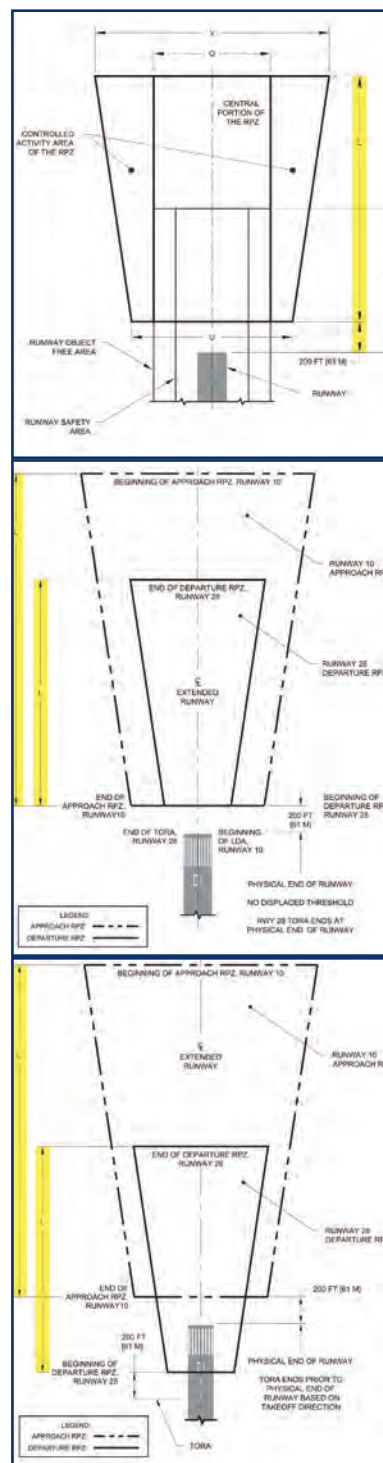 V
Q
CENTRAL
PORTION OF
THE RPZ
CONTROLLED
ACTIVITY AREA
OF THE RPZ
L
U
RUNWAY OBJECT
FREE AREA
200 FT [61 M]
RUNWAY
RUNWAY SAFETY
AREA
BEGINNING OF APPROACH RPZ, RUNWAY 10
RUNWAY 10
APPROACH RP
END OF DEPARTURE RPZ,
RUNWAY 28
RUNWAY 28
DEPARTURE RP
L
L
EXTENDED
RUNWAY
END OF
APPROACH RPZ,
RUNWAY10
BEGINNING OF
DEPARTURE RP
RUNWAY 28
200 FT
[61 M]
END OF TORA,
RUNWAY 28
BEGINNING
OF LDA,
RUNWAY 10
PHYSICAL END OF RUNWAY
NO DISPLACED THRESHOLD
RWY 28 TORA ENDS AT
PHYSICAL END OF RUNWAY
LEGEND:
APPROACH RPZ:
DEPARTURE RPZ:
BEGINNING OF APPROACH RPZ, RUNWAY 10
RUNWAY 10
APPROACH RP
EXTENDED
RUNWAY
L
END OF DEPARTURE RPZ,
RUNWAY 28
RUNWAY 28
DEPARTURE RP
L
END OF
APPROACH RPZ
RUNWAY10
200 FT [61 M]
200 FT
[61 M]
BEGINNING OF
DEPARTURE RPZ,
RUNWAY 28
PHYSICAL END OF RUNWAY
TORA ENDS PRIOR TO
PHYSICAL END OF
RUNWAY BASED ON
TAKEOFF DIRECTION
TORA
LEGEND:
APPROACH RPZ:
DEPARTURE RPZ: